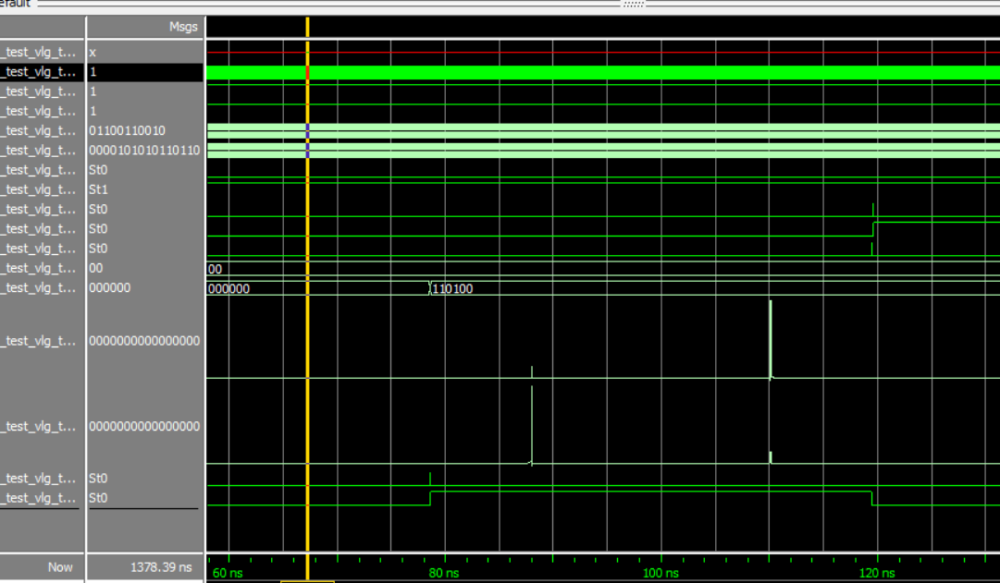 efault
Msgs
_test_vlg_t... x
_test_vlg_t... 1
_test_vlg_t... 1
_test_vlg_t... 1
_test_vlg_t... 01100110010
_test_vlg_t... 0000101010110110
_test_vlg_t... St0
_test_vlg_t... St1
_test_vlg_t... St0
_test_vlg_t... St0
_test_vlg_t... St0
_test_vlg_t... 00 00
_test_vlg_t... 000000 000000 110100
_test_vlg_t... 0000000000000000
_test_vlg_t... 0000000000000000
_test_vlg_t... St0
_test_vlg_t... St0
Now 1378.39 ns 60 ns 80 ns 100 ns 120 ns